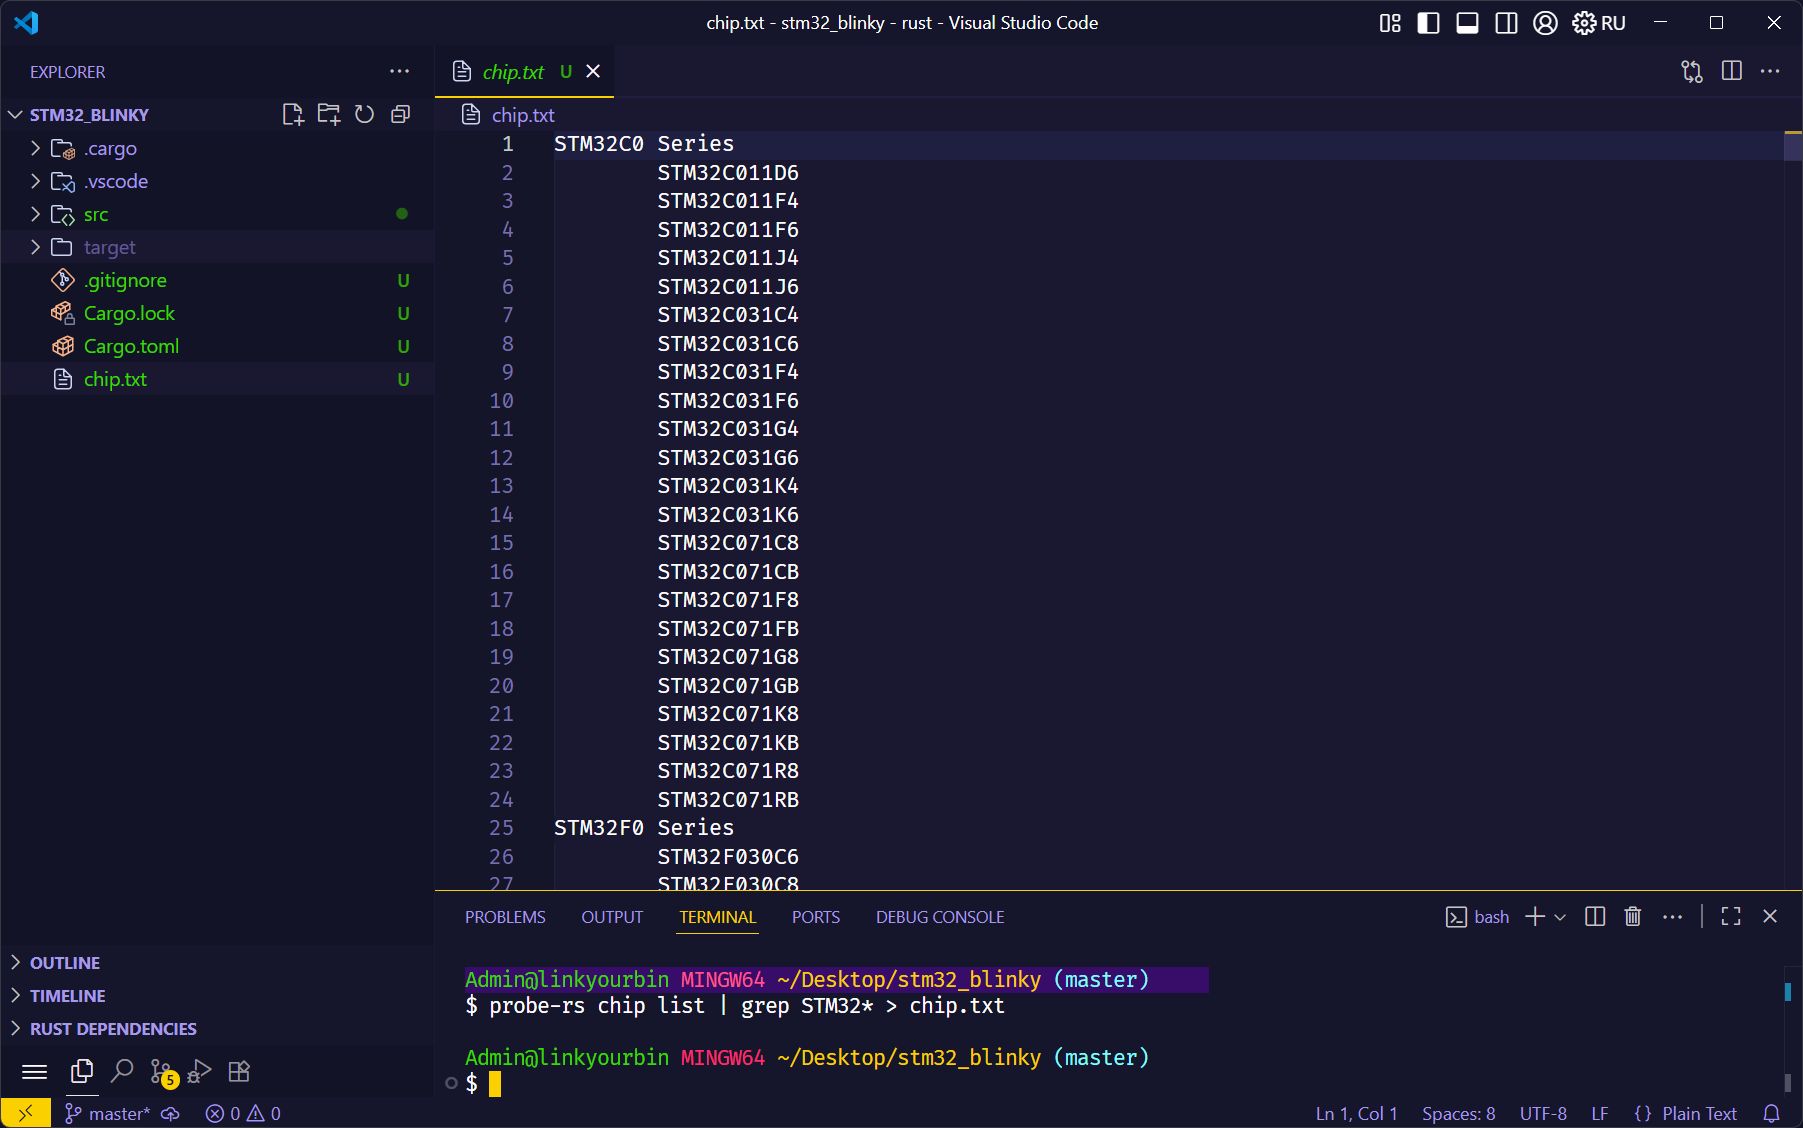 chip.txt - stm32_blinky - rust - Visual Studio Code
RU
EXPLORER
STM32_BLINKY
.cargo
.vscode
src
target
.gitignore U
Cargo.lock U
Cargo.toml U
chip.txt U
OUTLINE
TIMELINE
RUST DEPENDENCIES
5
chip.txt U
chip.txt
1 STM32C0 Series
2 STM32C011D6
3 STM32C011F4
4 STM32C011F6
5 STM32C011J4
6 STM32C011J6
7 STM32C031C4
8 STM32C031C6
9 STM32C031F4
10 STM32C031F6
11 STM32C031G4
12 STM32C031G6
13 STM32C031K4
14 STM32C031K6
15 STM32C071C8
16 STM32C071CB
17 STM32C071F8
18 STM32C071FB
19 STM32C071G8
20 STM32C071GB
21 STM32C071K8
22 STM32C071KB
23 STM32C071R8
24 STM32C071RB
25 STM32F0 Series
26 STM32F030C6
27 STM32F030C8
PROBLEMS OUTPUT TERMINAL PORTS DEBUG CONSOLE
bash
Admin@linkyourbin MINGW64 ~/Desktop/stm32_blinky (master)
$ probe-rs chip list | grep STM32* > chip.txt
Admin@linkyourbin MINGW64 ~/Desktop/stm32_blinky (master)
$
master* 0 0
Ln 1, Col 1 Spaces: 8 UTF-8 LF {} Plain Text